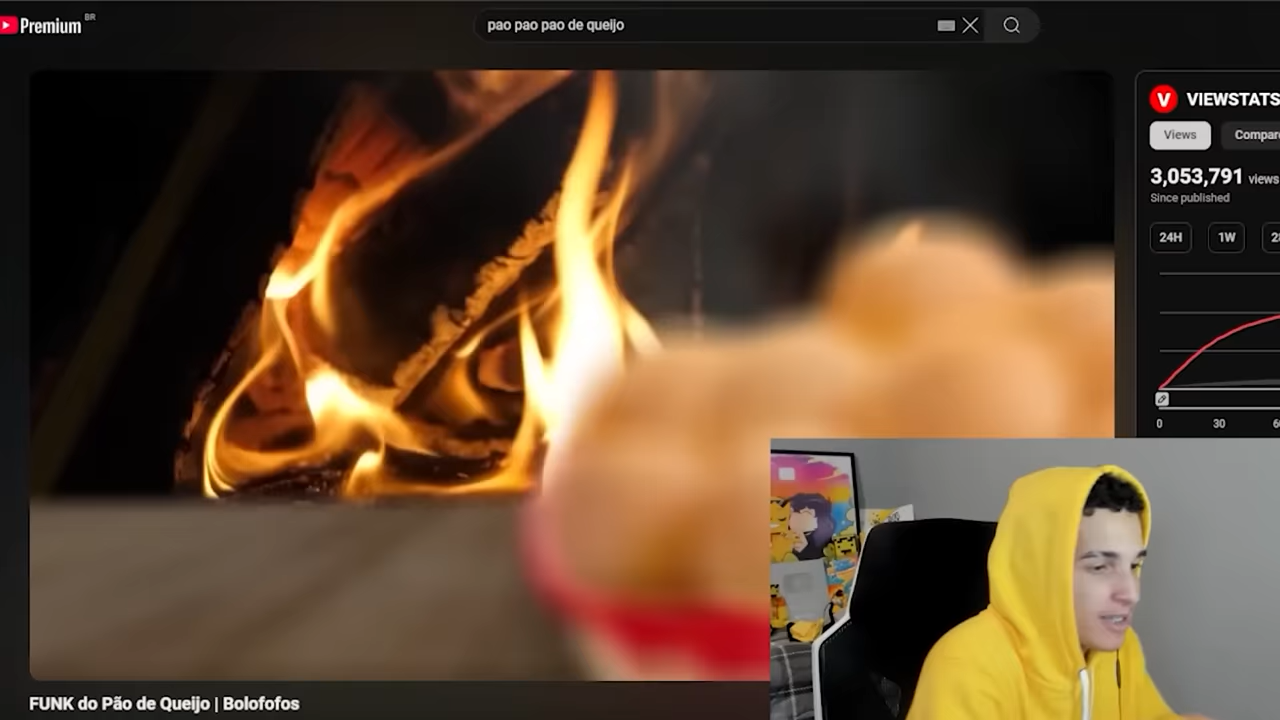 Premium BR
pao pao pao de queijo
V VIEWSTATS
Views
Compar
3,053,791 views
Since published
24H
1W
0
30
FUNK do Pão de Queijo | Bolofofos